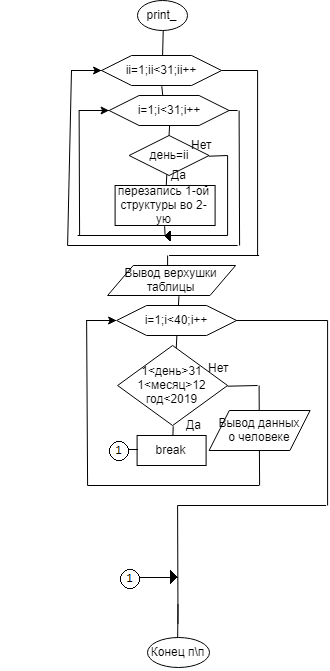 print_
ii=1;ii<31;ii++
i=1;i<31;i++
Нет
день=ii
Да
перезапись 1-ой
структуры во 2-
ую
Вывод верхушки
таблицы
i=1;i<40;i++
1<день>31
Нет
1<месяц>12
год<2019
Да
Вывод данных
о человеке
1
break
1
Конец п\п